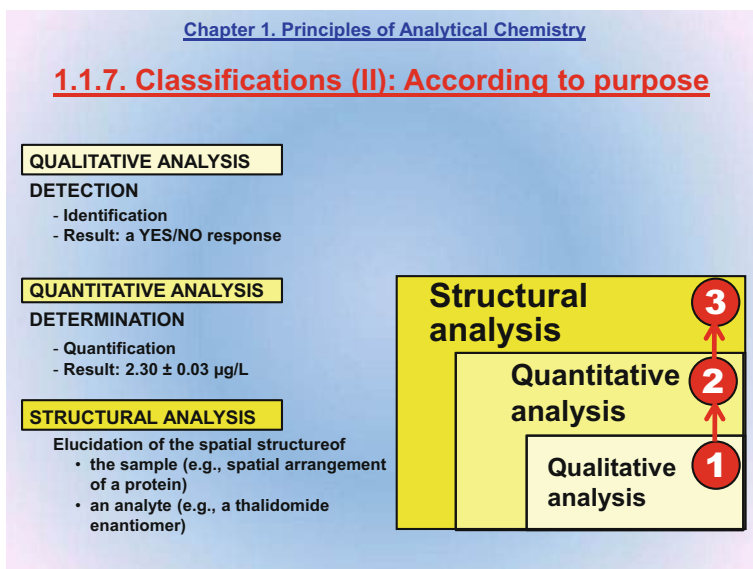 Chapter 1. Principles of Analytical Chemistry
1.1.7. Classifications (II): According to purpose
QUALITATIVE ANALYSIS
DETECTION
- Identification
- Result: a YES/NO response
QUANTITATIVE ANALYSIS
DETERMINATION
- Quantification
- Result: 2.30 ± 0.03 µg/L
STRUCTURAL ANALYSIS
Elucidation of the spatial structureof
• the sample (e.g., spatial arrangement
of a protein)
• an analyte (e.g., a thalidomide
enantiomer)
Structural
analysis
3
Quantitative
analysis
2
Qualitative
analysis
1